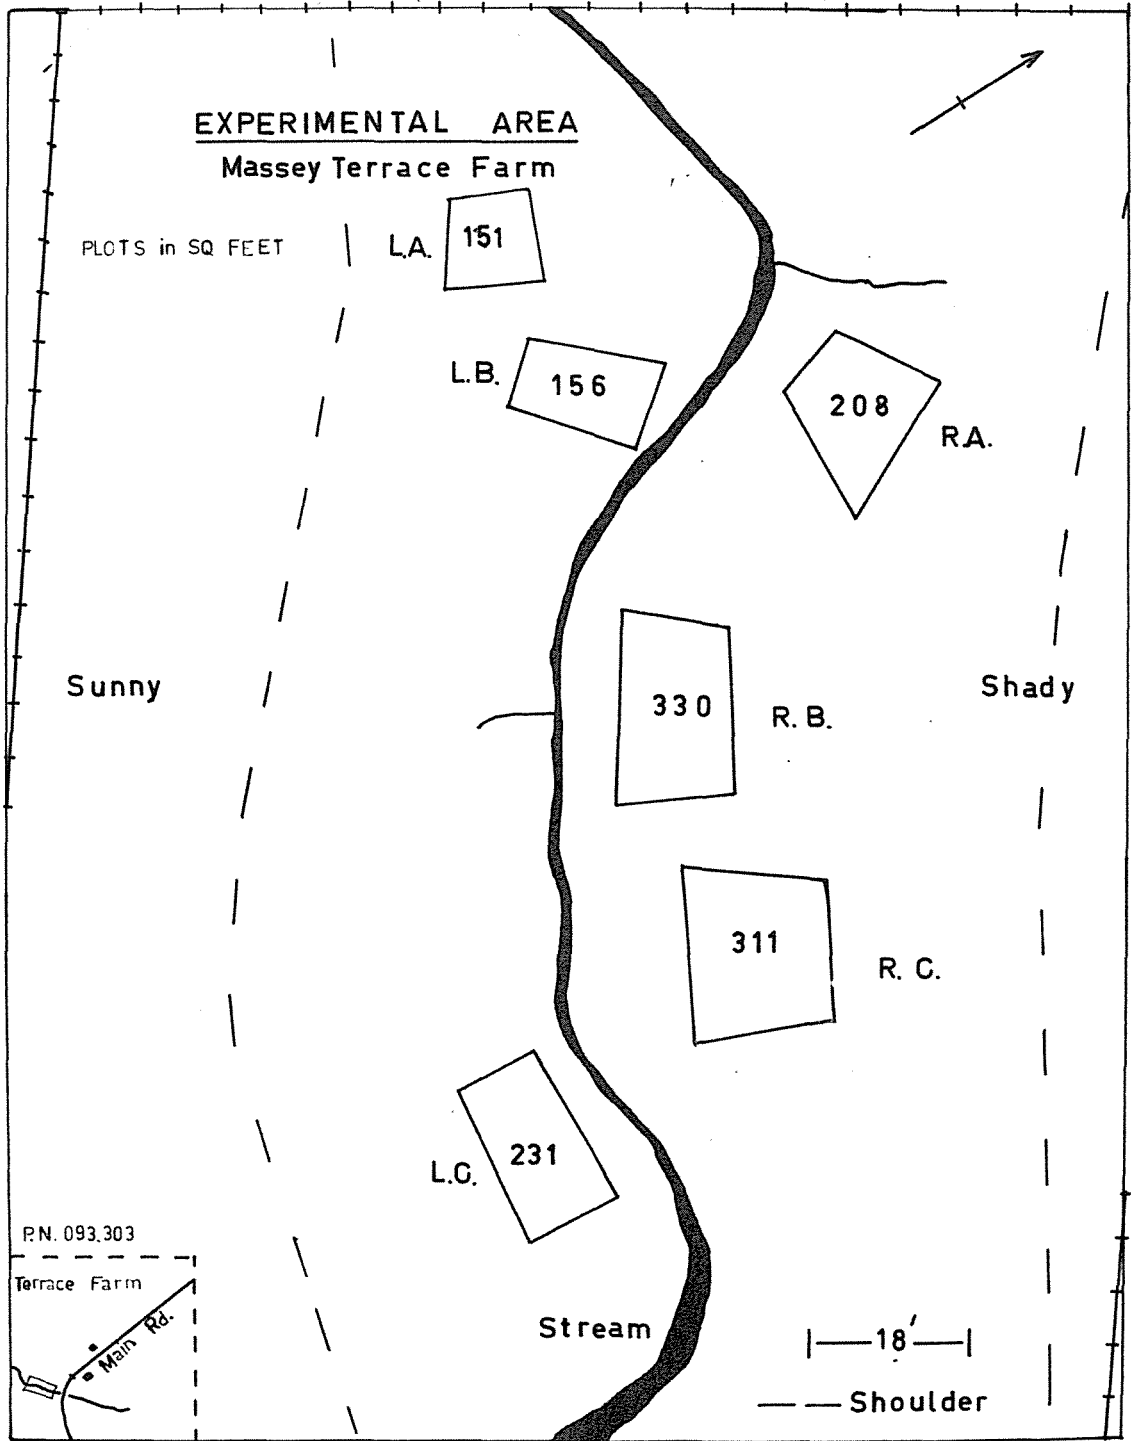 EXPERIMENTAL AREA
Massey Terrace Farm
PLOTS in SQ FEET
L.A.
151
L.B.
156
208
R.A.
Sunny
330
R. B.
Shady
311
R. C.
L.C.
231
P.N. 093,303
Terrace Farm
Main Rd.
Stream
18'
Shoulder